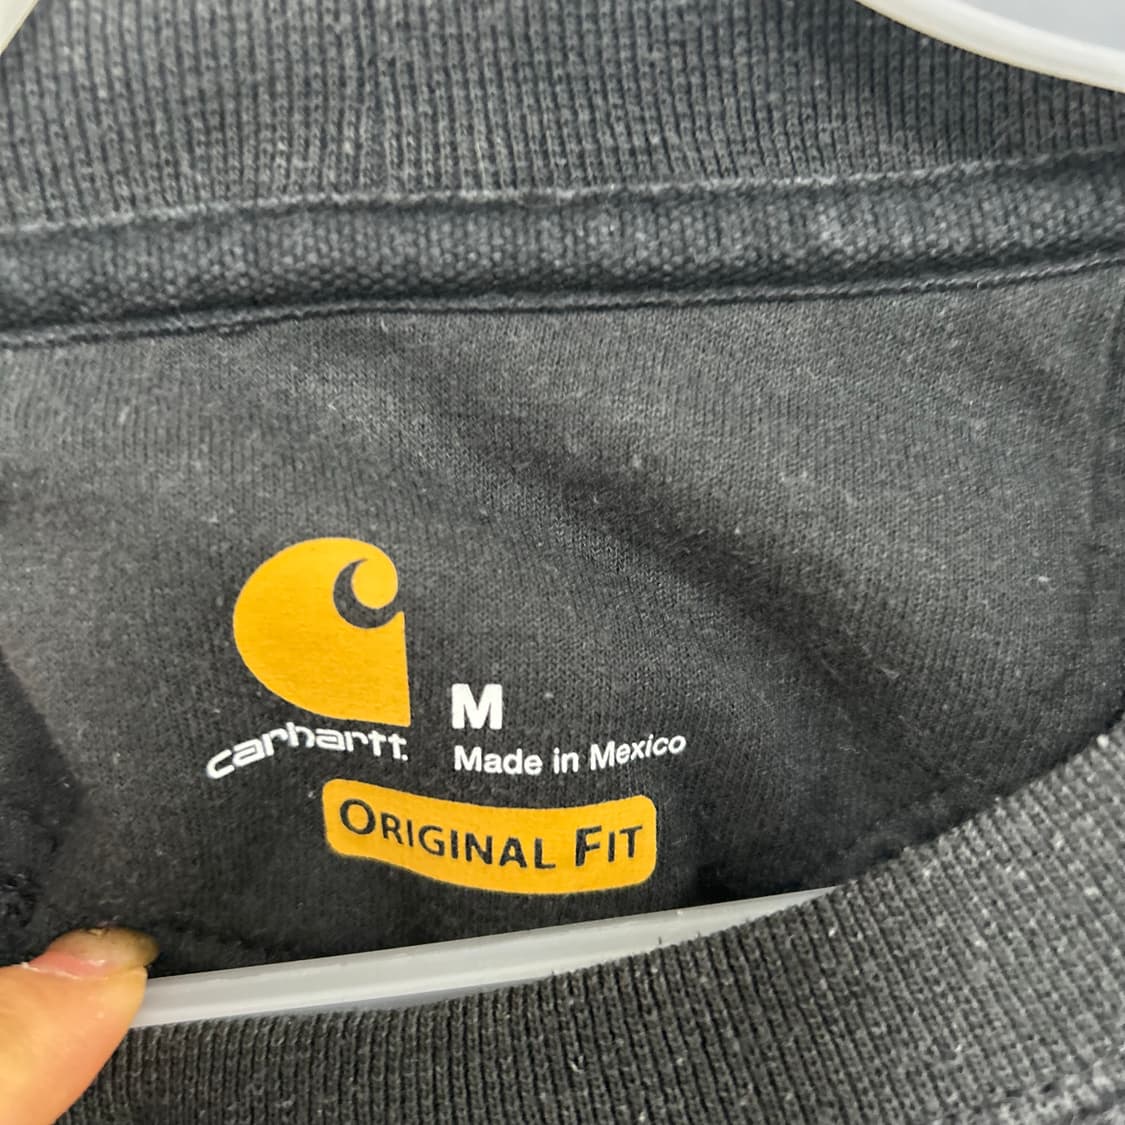 M
carhartt.
Made in Mexico
ORIGINAL FIT